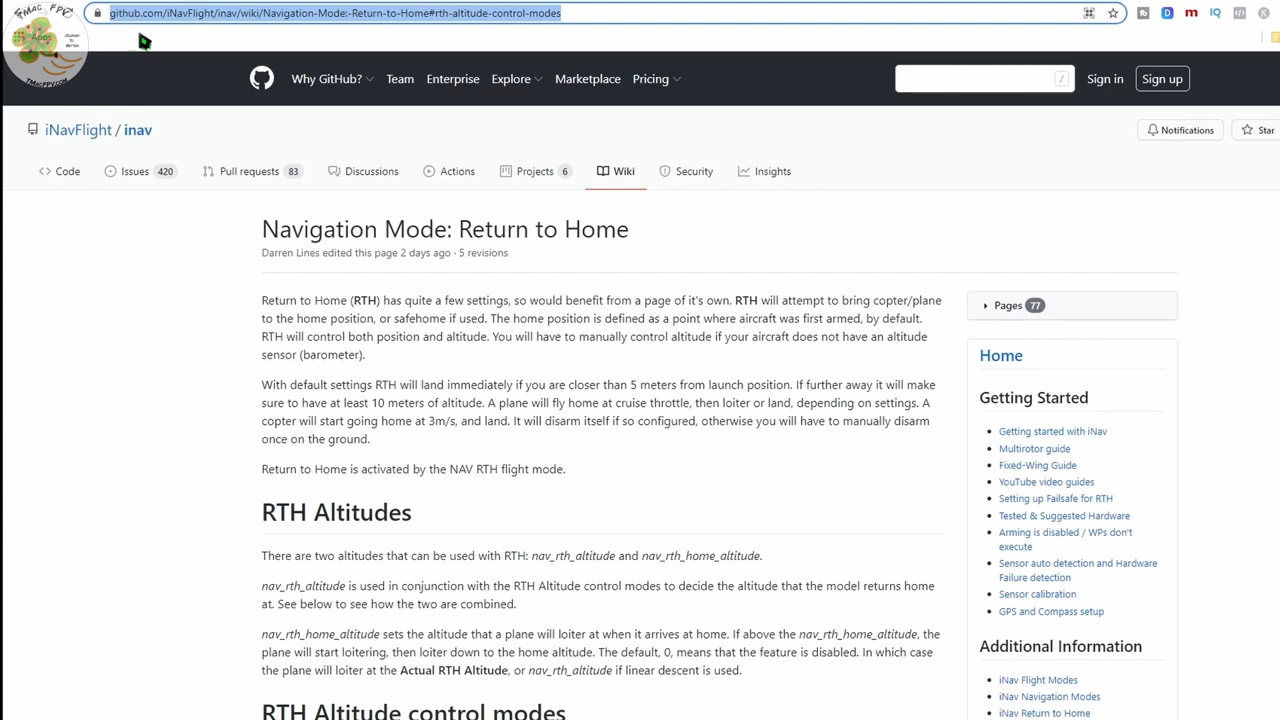 TMAC FPV
Apps
Journey
To
Better
TMACFPV.COM
github.com/iNavFlight/inav/wiki/Navigation-Mode:-Return-to-Home#rth-altitude-control-modes
Why GitHub? Team Enterprise Explore Marketplace Pricing / Sign in Sign up
iNavFlight / inav
Notifications Star
Code Issues 420 Pull requests 83 Discussions Actions Projects 6 Wiki Security Insights
Navigation Mode: Return to Home
Darren Lines edited this page 2 days ago · 5 revisions
Return to Home (RTH) has quite a few settings, so would benefit from a page of it's own. RTH will attempt to bring copter/plane
to the home position, or safehome if used. The home position is defined as a point where aircraft was first armed, by default.
RTH will control both position and altitude. You will have to manually control altitude if your aircraft does not have an altitude
sensor (barometer).
With default settings RTH will land immediately if you are closer than 5 meters from launch position. If further away it will make
sure to have at least 10 meters of altitude. A plane will fly home at cruise throttle, then loiter or land, depending on settings. A
copter will start going home at 3m/s, and land. It will disarm itself if so configured, otherwise you will have to manually disarm
once on the ground.
Return to Home is activated by the NAV RTH flight mode.
RTH Altitudes
There are two altitudes that can be used with RTH: nav_rth_altitude and nav_rth_home_altitude.
nav_rth_altitude is used in conjunction with the RTH Altitude control modes to decide the altitude that the model returns home
at. See below to see how the two are combined.
nav_rth_home_altitude sets the altitude that a plane will loiter at when it arrives at home. If above the nav_rth_home_altitude, the
plane will start loitering, then loiter down to the home altitude. The default, 0, means that the feature is disabled. In which case
the plane will loiter at the Actual RTH Altitude, or nav_rth_altitude if linear descent is used.
RTH Altitude control modes
Pages 77
Home
Getting Started
Getting started with iNav
Multirotor guide
Fixed-Wing Guide
YouTube video guides
Setting up Failsafe for RTH
Tested & Suggested Hardware
Arming is disabled / WPs don't
execute
Sensor auto detection and Hardware
Failure detection
Sensor calibration
GPS and Compass setup
Additional Information
iNav Flight Modes
iNav Navigation Modes
iNav Return to Home